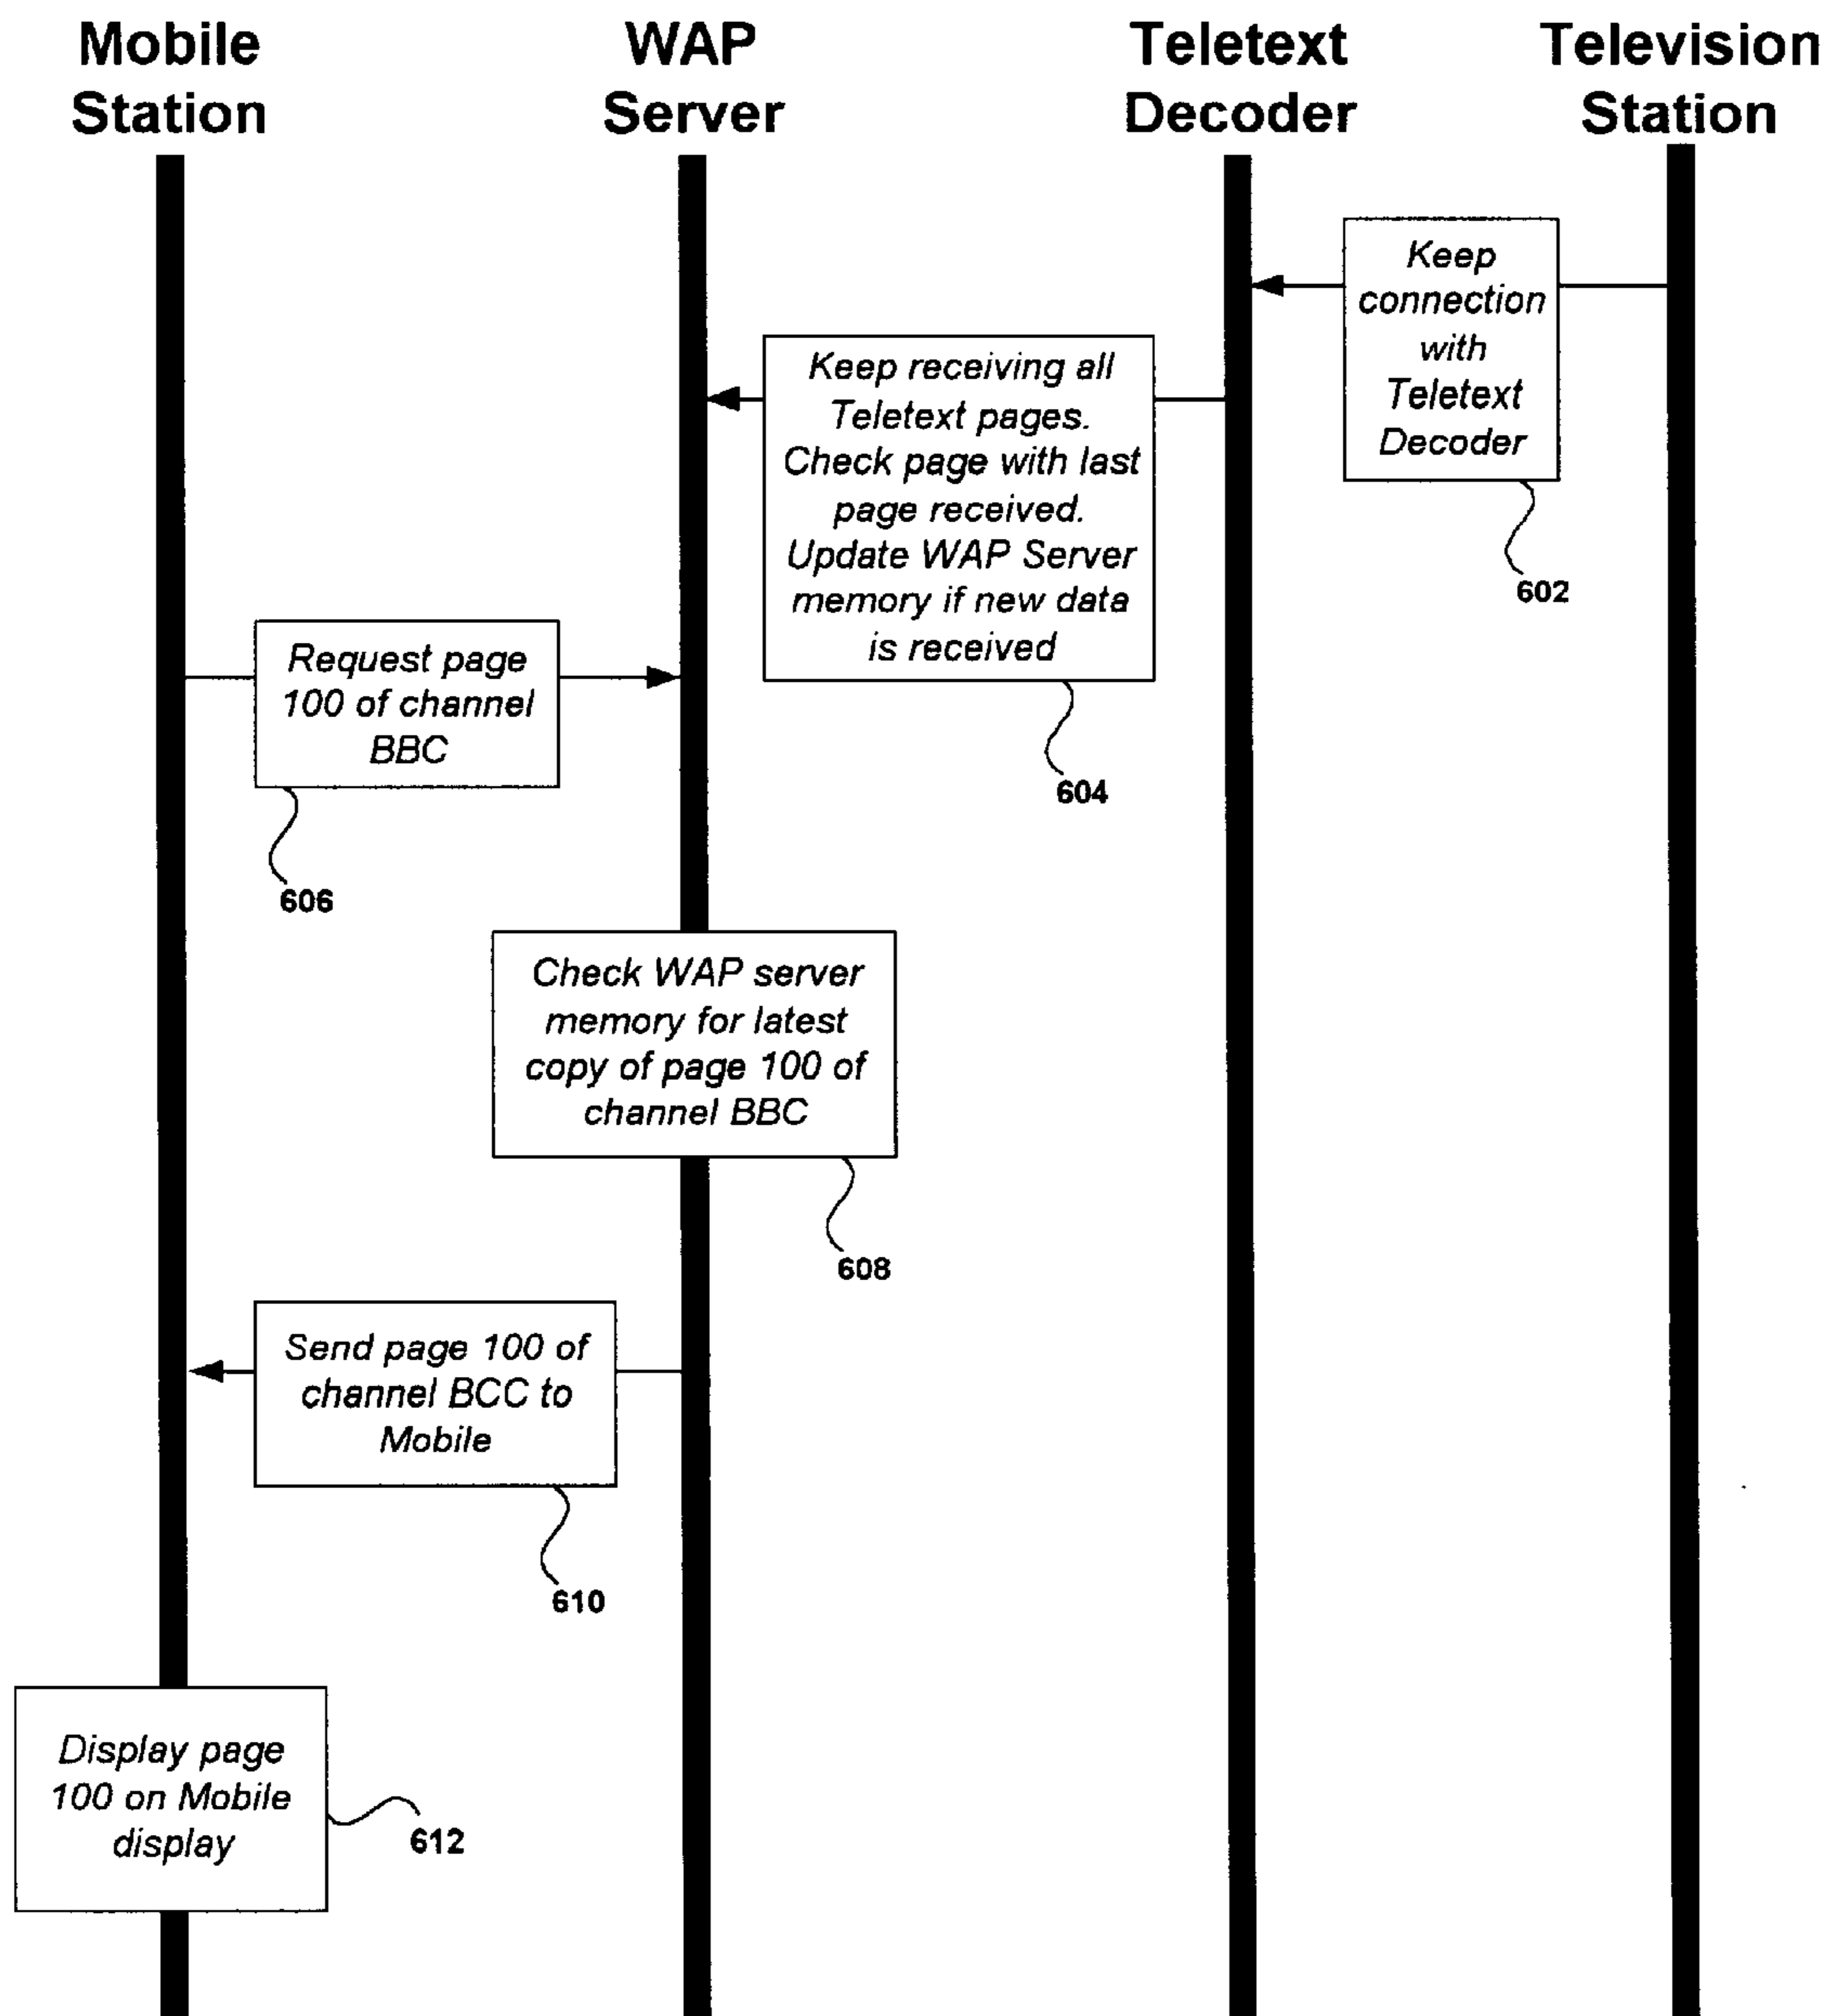 Mobile
Station
WAP
Server
Teletext
Decoder
Television
Station
Keep
connection
with
Teletext
Decoder
602
Keep receiving all
Teletext pages.
Check page with last
page received.
Update WAP Server
memory if new data
is received
604
Request page
100 of channel
BBC
606
Check WAP server
memory for latest
copy of page 100 of
channel BBC
608
Send page 100 of
channel BCC to
Mobile
610
Display page
100 on Mobile
display
612